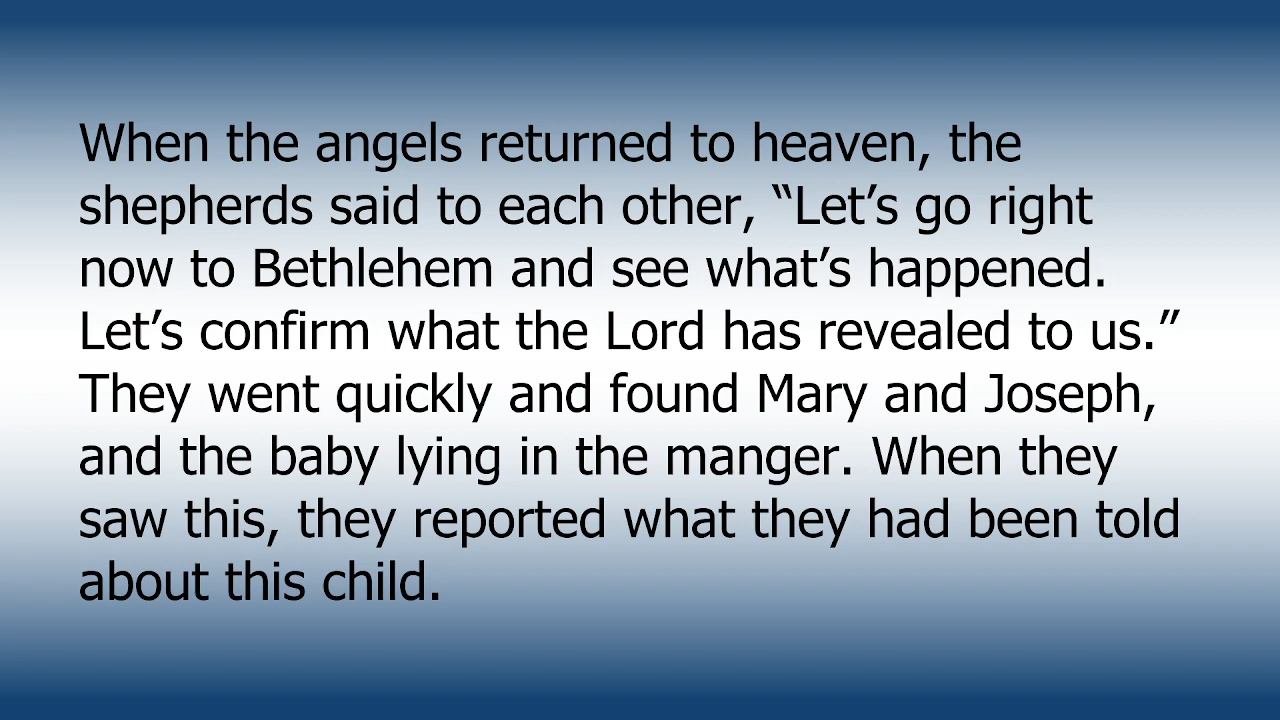 When the angels returned to heaven, the
shepherds said to each other, “Let’s go right
now to Bethlehem and see what’s happened.
Let’s confirm what the Lord has revealed to us.”
They went quickly and found Mary and Joseph,
and the baby lying in the manger. When they
saw this, they reported what they had been told
about this child.